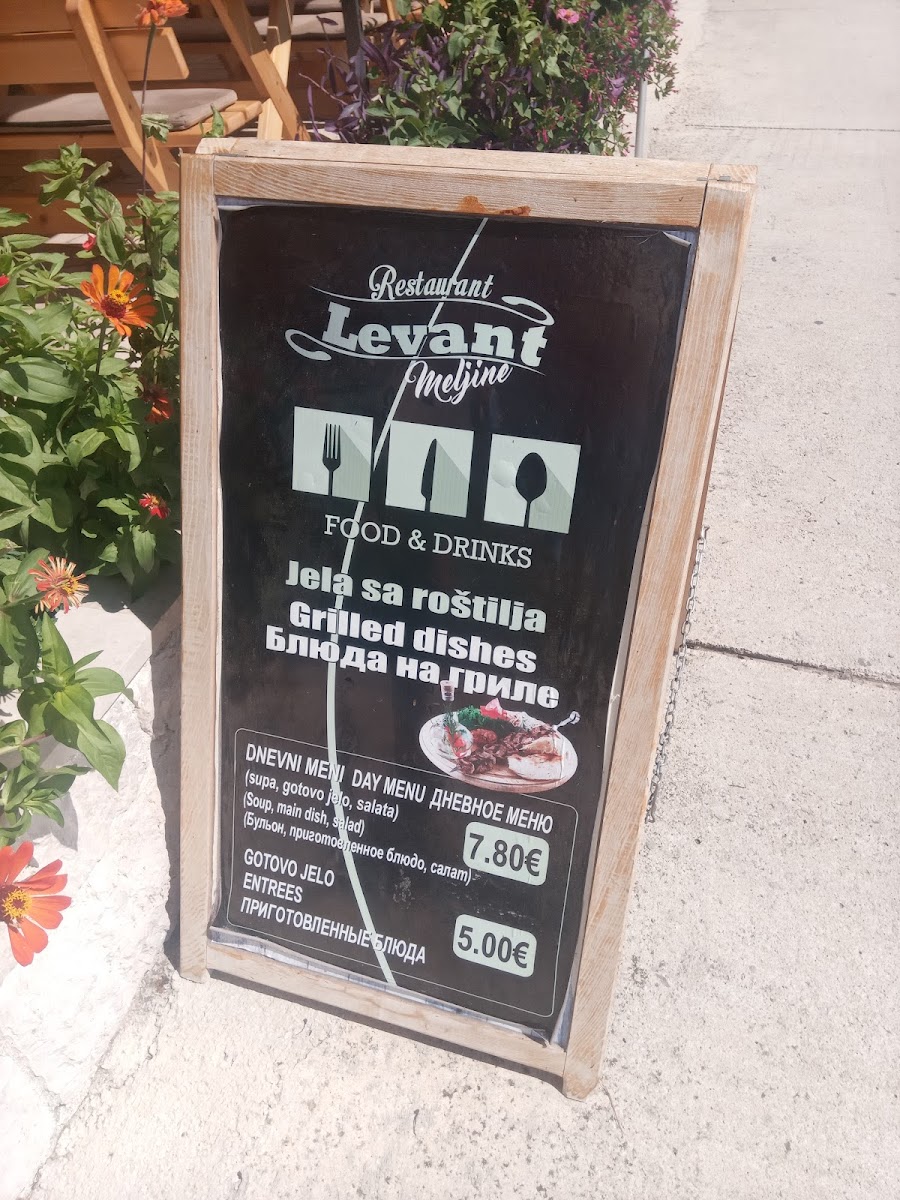 Restaurant
Levant
Meljine
FOOD & DRINKS
Jela sa roštilja
Grilled dishes
Блюда на гриле
DNEVNI MENI DAY MENU ДНЕВНОЕ МЕНЮ
(supa, gotovo jelo, salata)
(Soup, main dish, salad)
(Бульон, приготовленное блюдо, салат)
7.80€
GOTOVO JELO
ENTREES
ПРИГОТОВЛЕННЫЕ БЛЮДА
5.00€